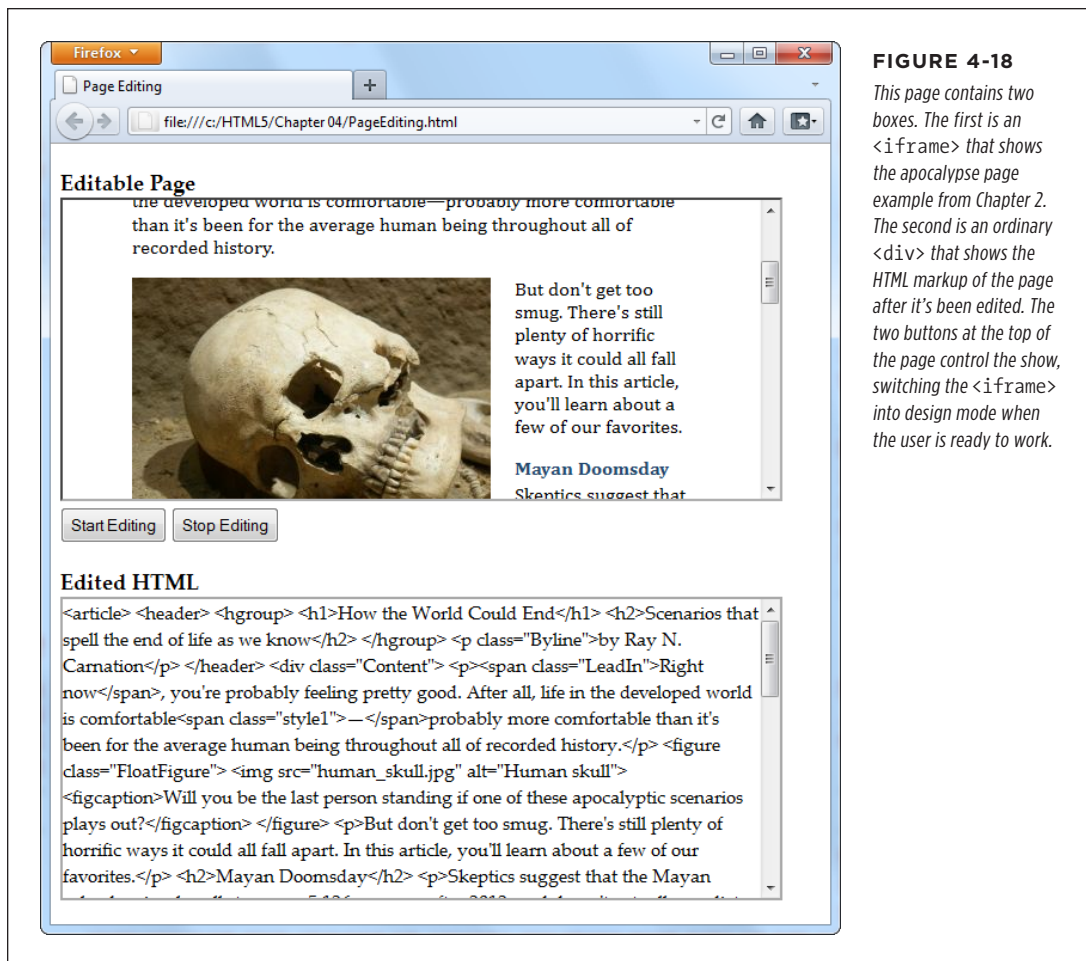 Firefox
Page Editing
file:///c:/HTML5/Chapter 04/PageEditing.html
Editable Page
the developed world is comfortable—probably more comfortable
than it's been for the average human being throughout all of
recorded history.
But don't get too
smug. There's still
plenty of horrific
ways it could all fall
apart. In this article,
you'll learn about a
few of our favorites.
Mayan Doomsday
Skeptics suggest that
Start Editing Stop Editing
Edited HTML
<article> <header> <hgroup> <h1>How the World Could End</h1> <h2>Scenarios that
spell the end of life as we know</h2> </hgroup> <p class="Byline">by Ray N.
Carnation</p> </header> <div class="Content"> <p><span class="LeadIn">Right
now</span>, you're probably feeling pretty good. After all, life in the developed world
is comfortable<span class="style1">—</span>probably more comfortable than it's
been for the average human being throughout all of recorded history.</p> <figure
class="FloatFigure"> <img src="human_skull.jpg" alt="Human skull">
<figcaption>Will you be the last person standing if one of these apocalyptic scenarios
plays out?</figcaption> </figure> <p>But don't get too smug. There's still plenty of
horrific ways it could all fall apart. In this article, you'll learn about a few of our
favorites.</p> <h2>Mayan Doomsday</h2> <p>Skeptics suggest that the Mayan
FIGURE 4-18
This page contains two
boxes. The first is an
<iframe> that shows
the apocalypse page
example from Chapter 2.
The second is an ordinary
<div> that shows the
HTML markup of the page
after it's been edited. The
two buttons at the top of
the page control the show,
switching the <iframe>
into design mode when
the user is ready to work.